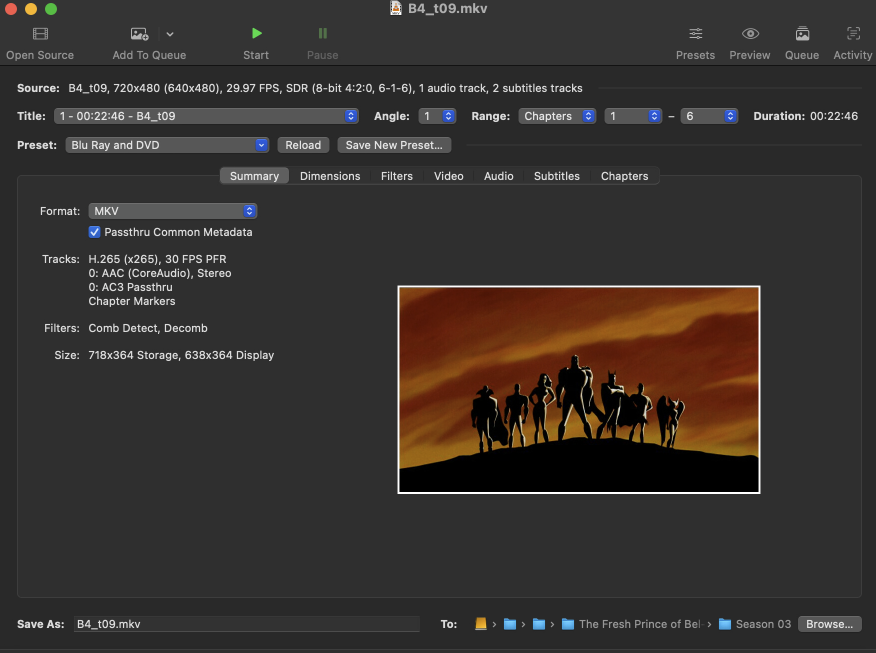 B4_t09.mkv
Open Source Add To Queue Start Pause Presets Preview Queue Activity
Source: B4_t09, 720x480 (640x480), 29.97 FPS, SDR (8-bit 4:2:0, 6-1-6), 1 audio track, 2 subtitles tracks
Title: 1 - 00:22:46 - B4_t09 Angle: 1 Range: Chapters 1 – 6 Duration: 00:22:46
Preset: Blu Ray and DVD Reload Save New Preset...
Summary Dimensions Filters Video Audio Subtitles Chapters
Format: MKV
Passthru Common Metadata
Tracks: H.265 (x265), 30 FPS PFR
0: AAC (CoreAudio), Stereo
0: AC3 Passthru
Chapter Markers
Filters: Comb Detect, Decomb
Size: 718x364 Storage, 638x364 Display
Save As: B4_t09.mkv To: › › › The Fresh Prince of Bel › Season 03 Browse...